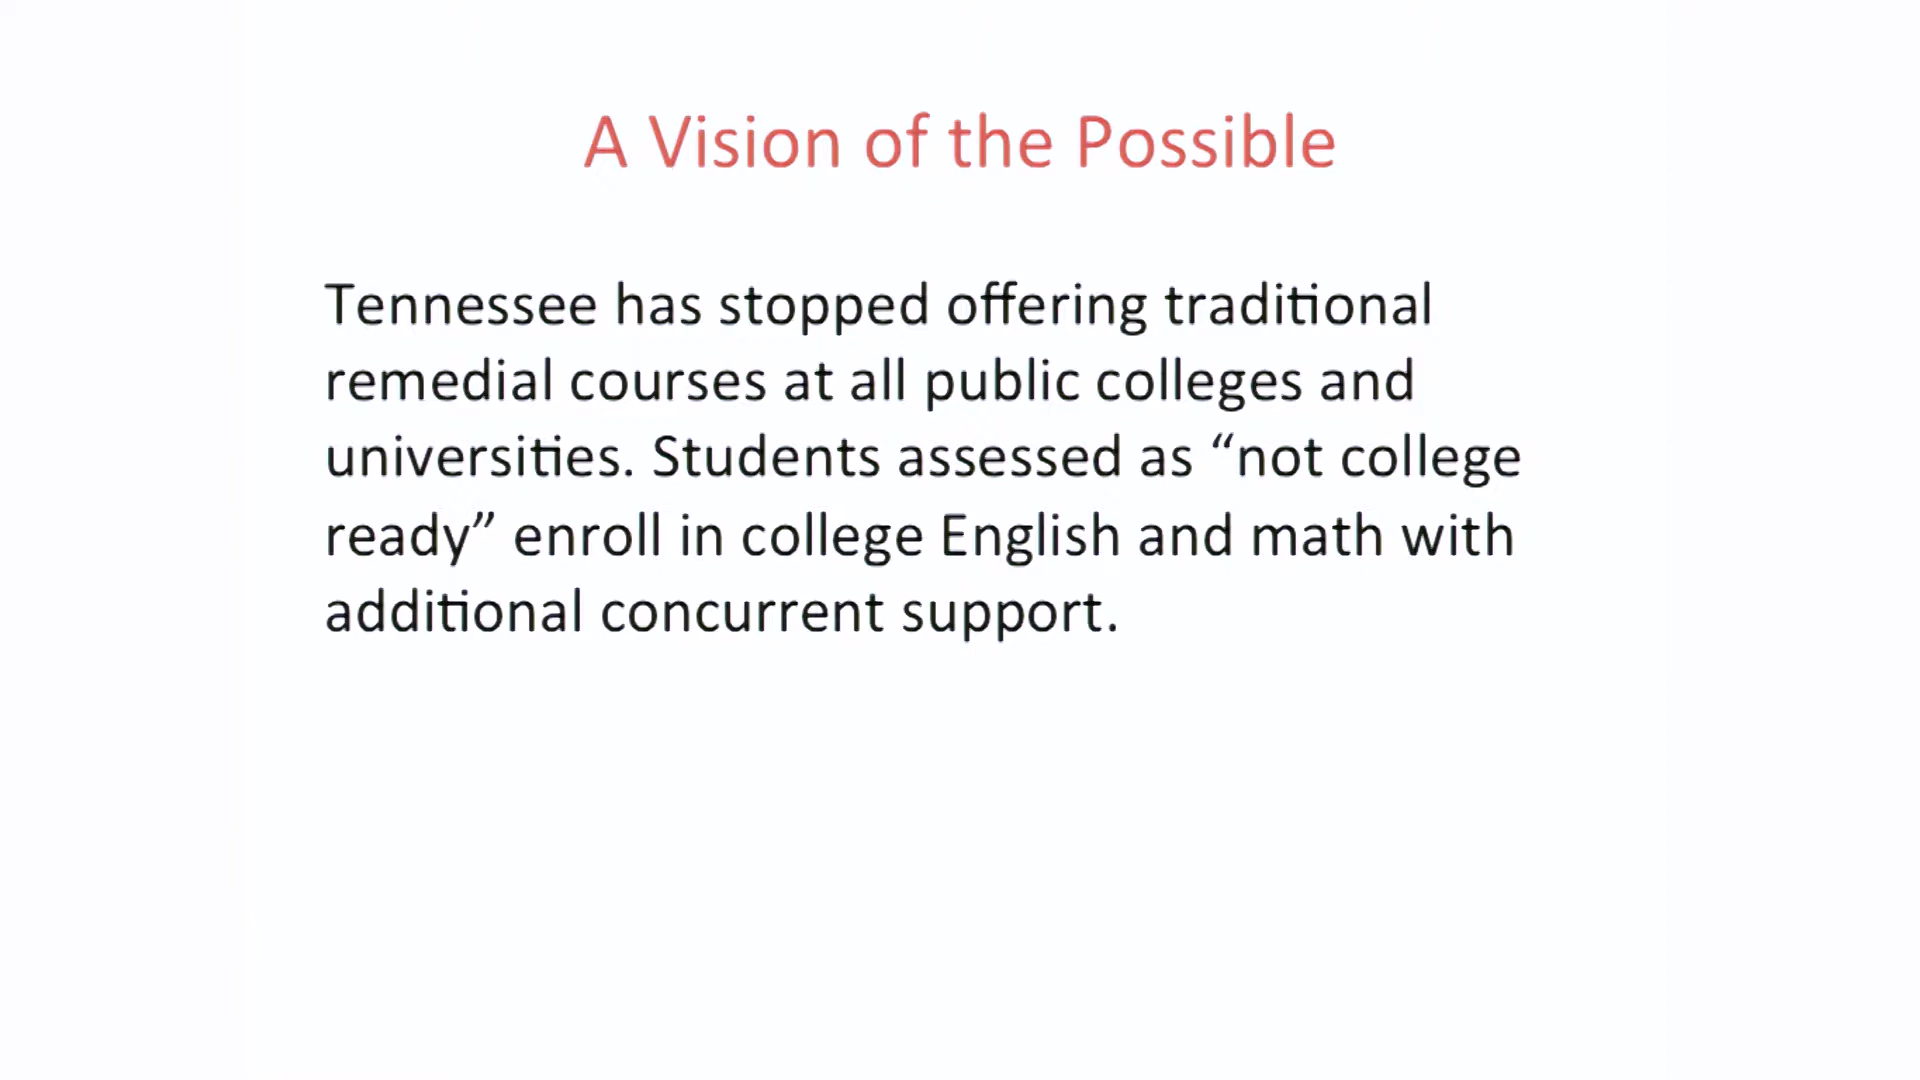 A Vision of the Possible
Tennessee has stopped offering traditional
remedial courses at all public colleges and
universities. Students assessed as “not college
ready” enroll in college English and math with
additional concurrent support.